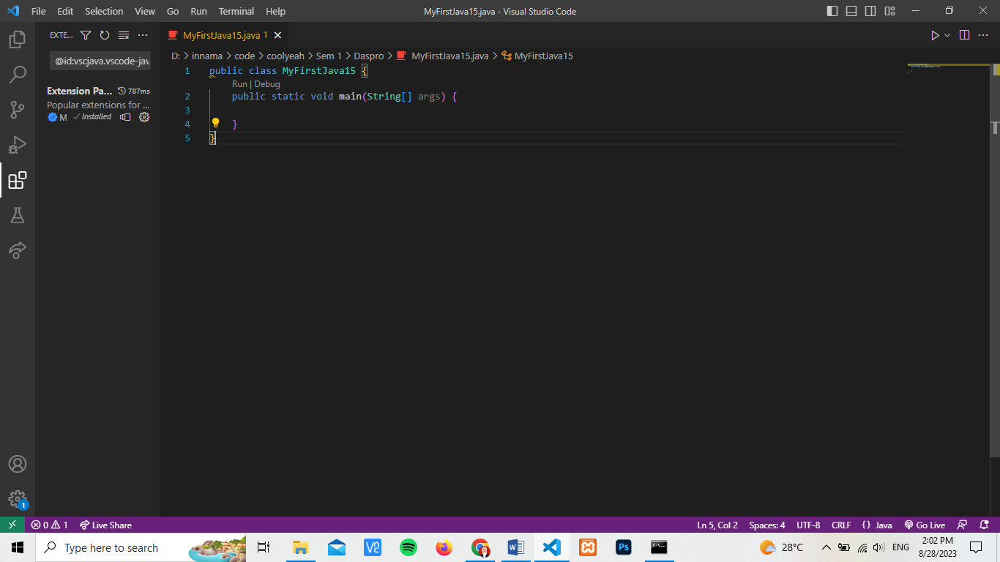 File Edit Selection View Go Run Terminal Help MyFirstJava15.java - Visual Studio Code
EXTE... MyFirstJava15.java 1
D: > innama > code > coolyeah > Sem 1 > Daspro > MyFirstJava15.java > MyFirstJava15
@id:vscjava.vscode-jav
Extension Pa... 787ms
Popular extensions for ...
M Installed
1 public class MyFirstJava15 {
Run | Debug
2 public static void main(String[] args) {
3
4 }
5 }
1
0 1 Live Share Ln 5, Col 2 Spaces: 4 UTF-8 CRLF {} Java Go Live
Type here to search 28°C ENG 2:02 PM
8/28/2023